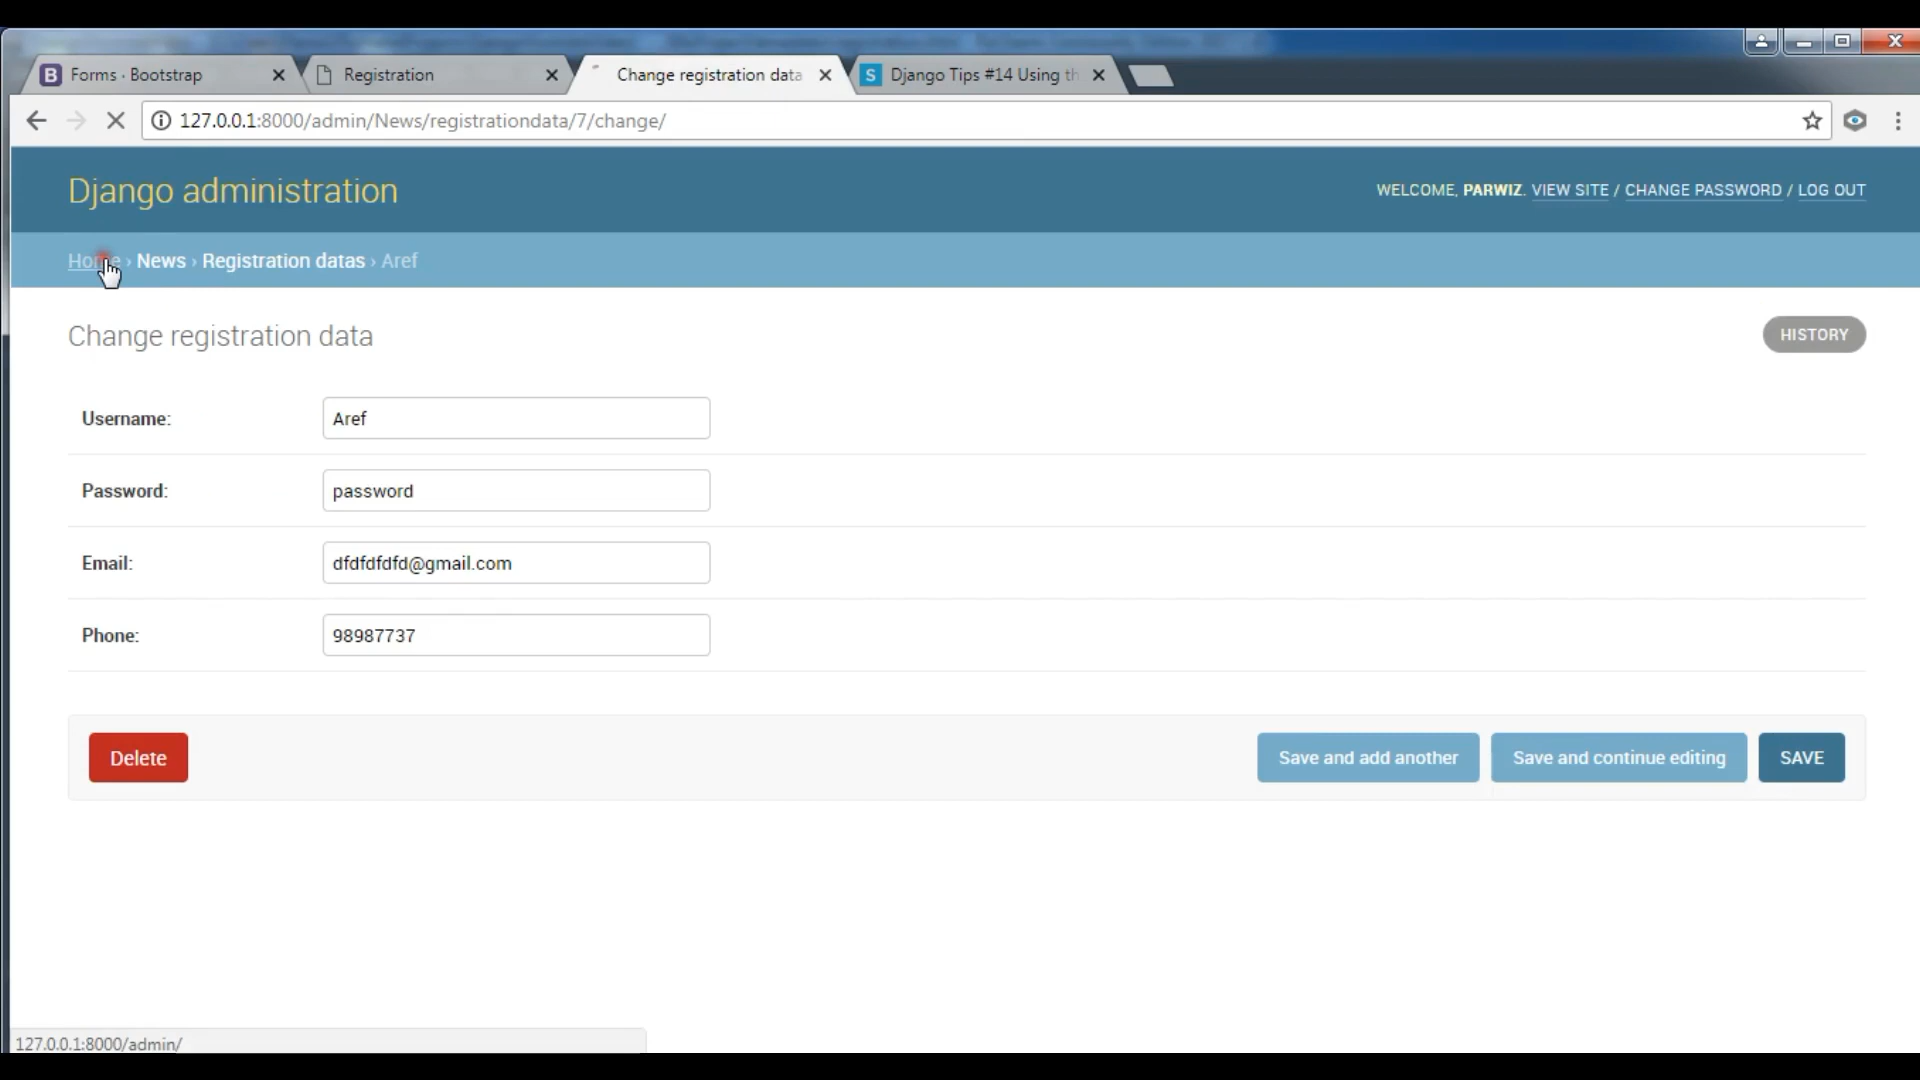 Forms · Bootstrap
Registration
Change registration data
Django Tips #14 Using th
127.0.0.1:8000/admin/News/registrationdata/7/change/
Django administration
WELCOME, PARWIZ. VIEW SITE / CHANGE PASSWORD / LOG OUT
Home › News › Registration datas › Aref
Change registration data
HISTORY
Username:
Aref
Password:
password
Email:
dfdfdfdfd@gmail.com
Phone:
98987737
Delete
Save and add another
Save and continue editing
SAVE
127.0.0.1:8000/admin/